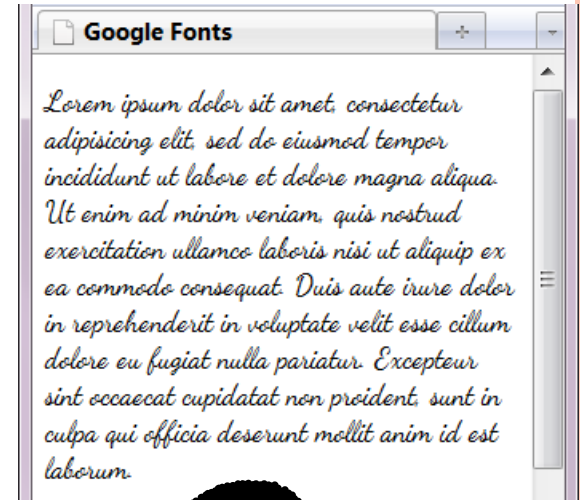 Google Fonts
Lorem ipsum dolor sit amet, consectetur
adipisicing elit, sed do eiusmod tempor
incididunt ut labore et dolore magna aliqua.
Ut enim ad minim veniam, quis nostrud
exercitation ullamco laboris nisi ut aliquip ex
ea commodo consequat. Duis aute irure dolor
in reprehenderit in voluptate velit esse cillum
dolore eu fugiat nulla pariatur. Excepteur
sint occaecat cupidatat non proident, sunt in
culpa qui officia deserunt mollit anim id est
laborum.